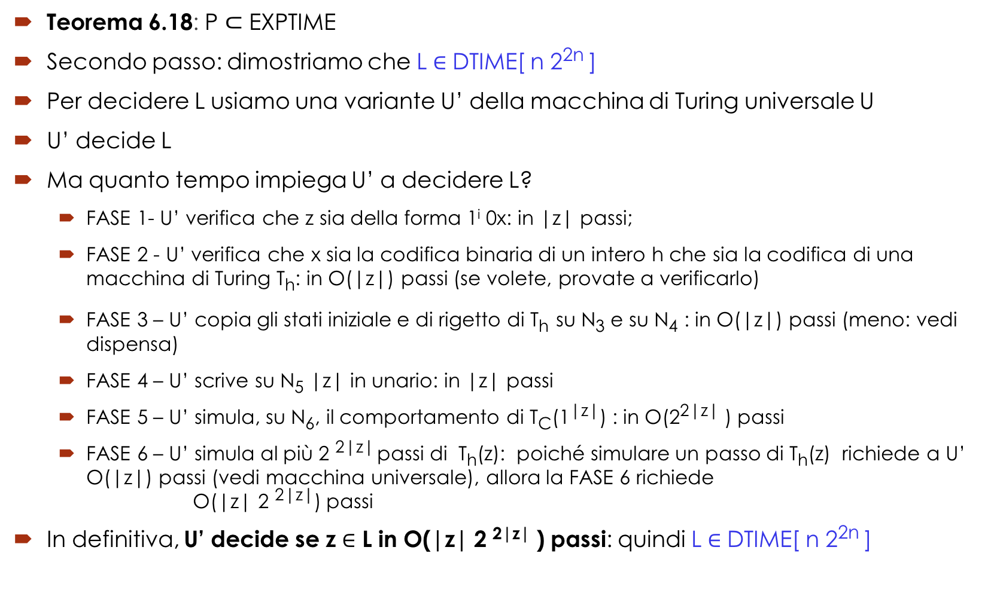 Teorema 6.18: P ⊂ EXPTIME
Secondo passo: dimostriamo che L ∈ DTIME[ n 2^2n ]
Per decidere L usiamo una variante U’ della macchina di Turing universale U
U’ decide L
Ma quanto tempo impiega U’ a decidere L?
FASE 1- U’ verifica che z sia della forma 1^i 0x: in |z| passi;
FASE 2 - U’ verifica che x sia la codifica binaria di un intero h che sia la codifica di una
macchina di Turing T_h: in O(|z|) passi (se volete, provate a verificarlo)
FASE 3 – U’ copia gli stati iniziale e di rigetto di T_h su N_3 e su N_4 : in O(|z|) passi (meno: vedi
dispensa)
FASE 4 – U’ scrive su N_5 |z| in unario: in |z| passi
FASE 5 – U’ simula, su N_6, il comportamento di T_C(1^|z|) : in O(2^2|z| ) passi
FASE 6 – U’ simula al più 2 ^2|z| passi di T_h(z): poiché simulare un passo di T_h(z) richiede a U’
O(|z|) passi (vedi macchina universale), allora la FASE 6 richiede
O(|z| 2 ^2|z|) passi
In definitiva, U’ decide se z ∈ L in O(|z| 2 ^2|z| ) passi: quindi L ∈ DTIME[ n 2^2n ]